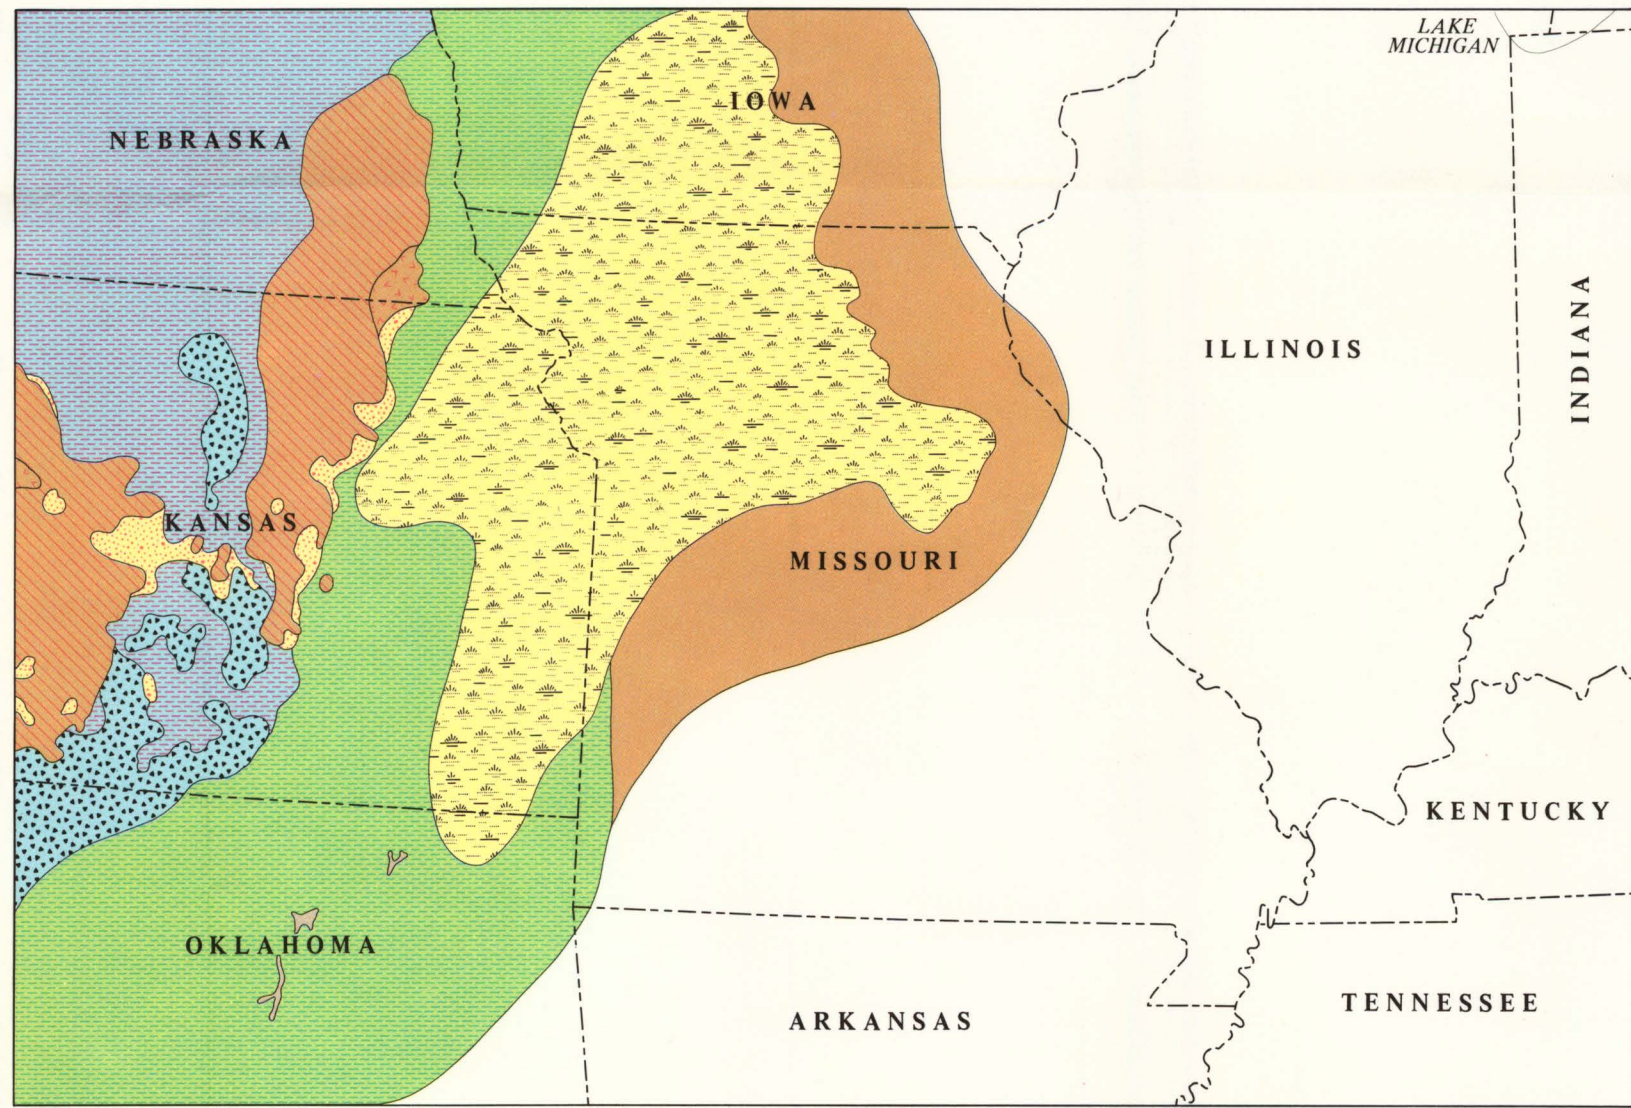 LAKE
MICHIGAN
IOWA
NEBRASKA
ILLINOIS
INDIANA
KANSAS
MISSOURI
KENTUCKY
OKLAHOMA
TENNESSEE
ARKANSAS